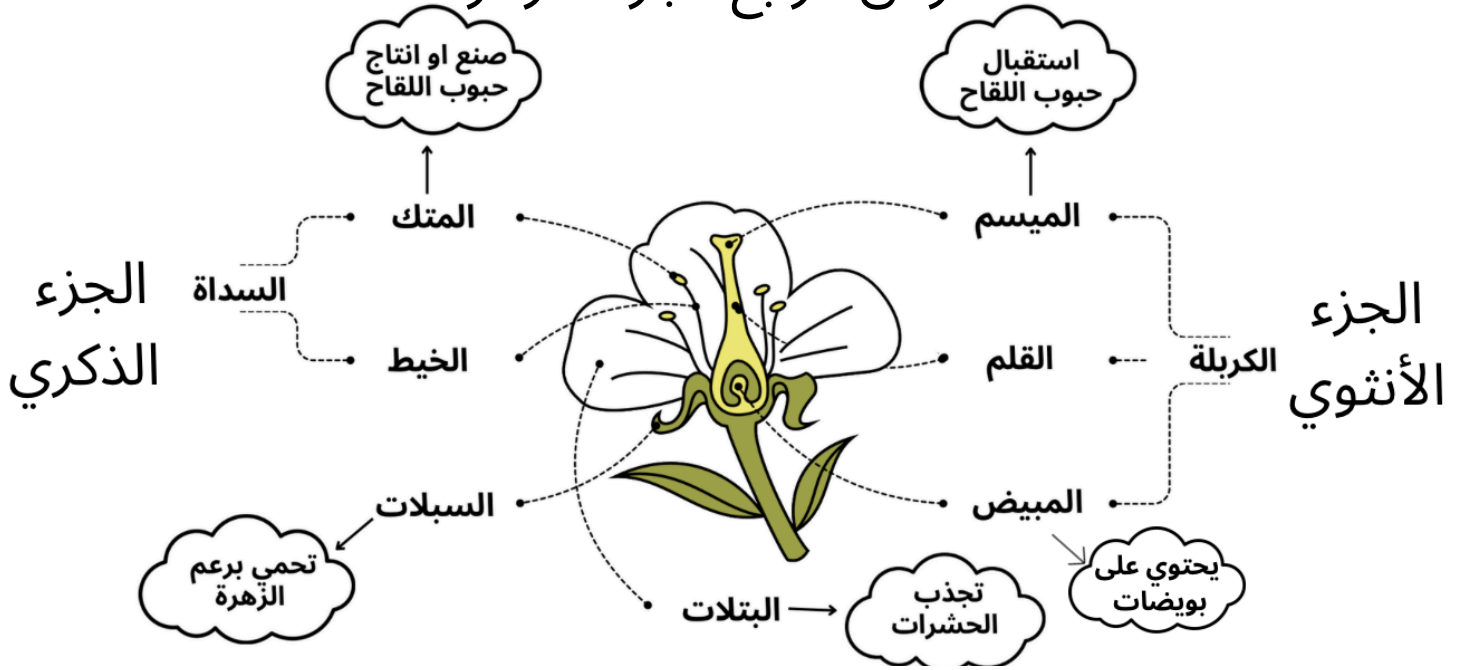 صنع او انتاج
حبوب اللقاح
استقبال
حبوب اللقاح
المتك
الميسم
السداة
الجزء
الذكري
الجزء
الأنثوي
الخيط
القلم
الكربلة
السبلات
المبيض
تحمي برعم
الزهرة
يحتوي على
بويضات
البتلات
تجذب
الحشرات